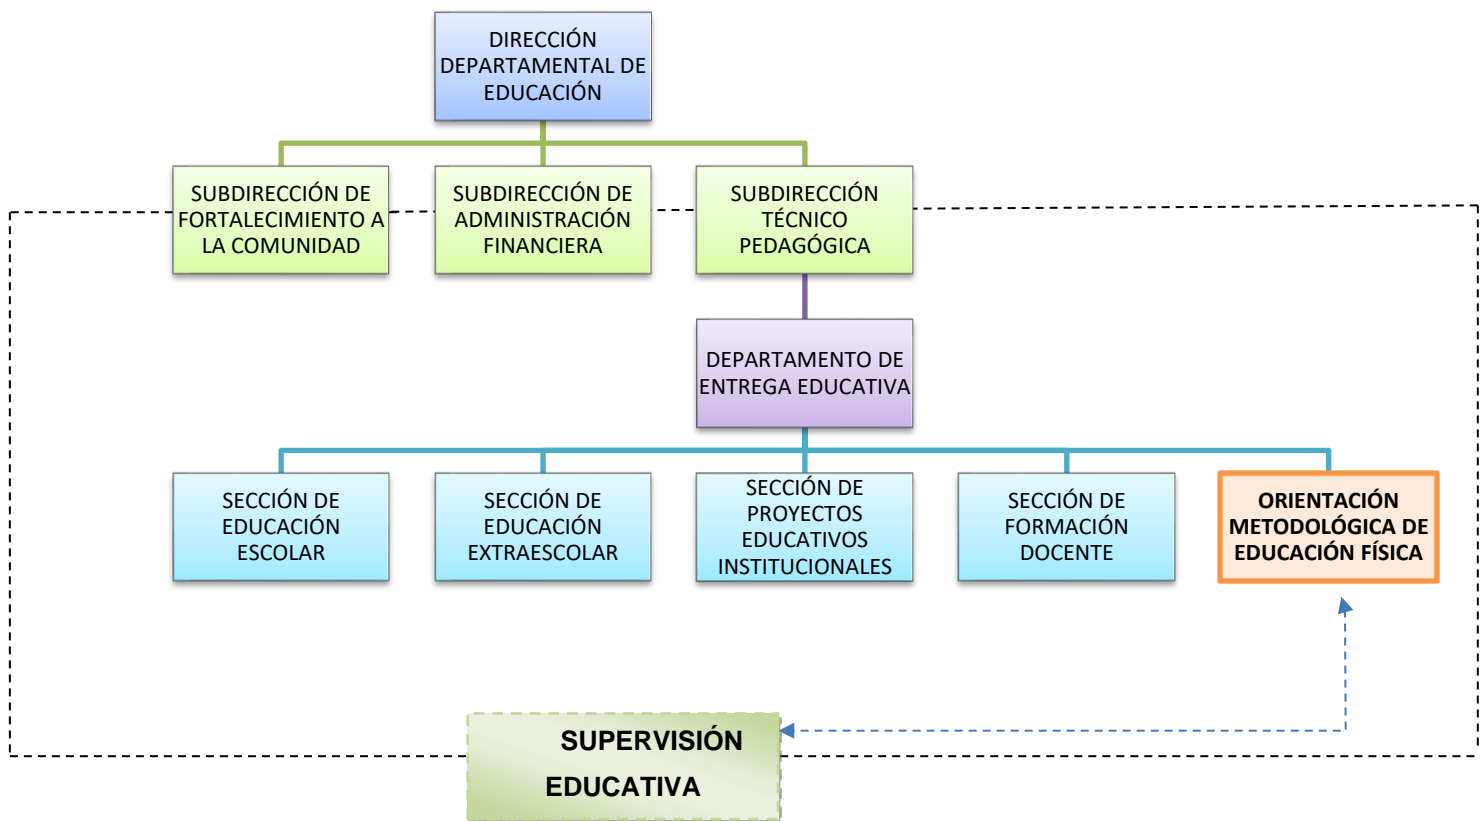 DIRECCIÓN
DEPARTAMENTAL DE
EDUCACIÓN
SUBDIRECCIÓN DE
FORTALECIMIENTO A
LA COMUNIDAD
SUBDIRECCIÓN DE
ADMINISTRACIÓN
FINANCIERA
SUBDIRECCIÓN
TÉCNICO
PEDAGÓGICA
DEPARTAMENTO DE
ENTREGA EDUCATIVA
SECCIÓN DE
EDUCACIÓN
ESCOLAR
SECCIÓN DE
EDUCACIÓN
EXTRAESCOLAR
SECCIÓN DE
PROYECTOS
EDUCATIVOS
INSTITUCIONALES
SECCIÓN DE
FORMACIÓN
DOCENTE
ORIENTACIÓN
METODOLÓGICA DE
EDUCACIÓN FÍSICA
SUPERVISIÓN
EDUCATIVA